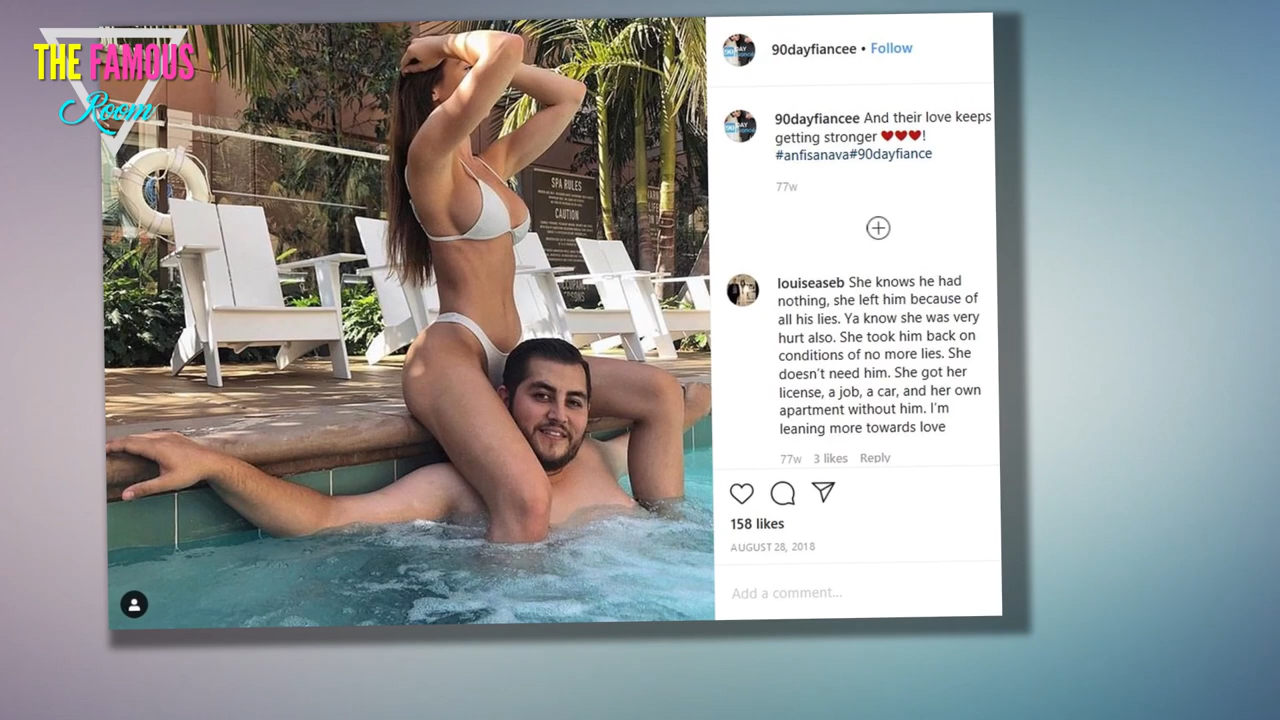 THE FAMOUS
Room
SPA RULES
CAUTION
90dayfiancee • Follow
90dayfiancee And their love keeps
getting stronger ♥♥♥!
#anfisanava#90dayfiance
77w
louiseaseb She knows he had
nothing, she left him because of
all his lies. Ya know she was very
hurt also. She took him back on
conditions of no more lies. She
doesn't need him. She got her
license, a job, a car, and her own
apartment without him. I'm
leaning more towards love
77w 3 likes Reply
158 likes
AUGUST 28, 2018
Add a comment...